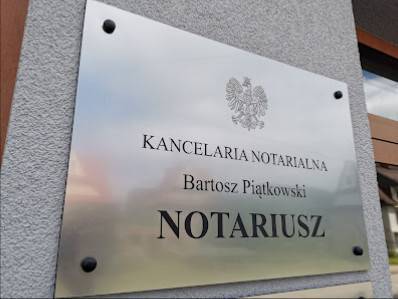 KANCELARIA NOTARIALNA
Bartosz Piątkowski
NOTARIUSZ